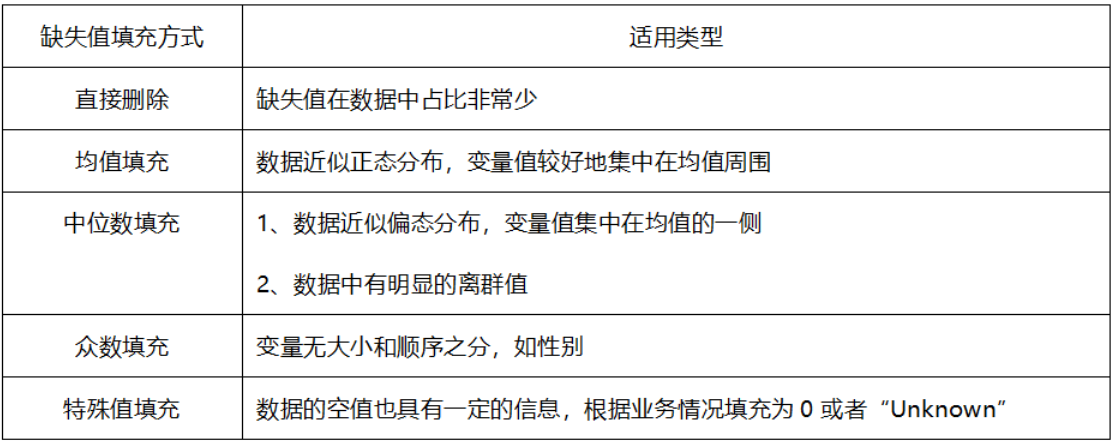 缺失值填充方式
适用类型
直接删除
缺失值在数据中占比非常少
均值填充
数据近似正态分布，变量值较好地集中在均值周围
中位数填充
1、数据近似偏态分布，变量值集中在均值的一侧
2、数据中有明显的离群值
众数填充
变量无大小和顺序之分，如性别
特殊值填充
数据的空值也具有一定的信息，根据业务情况填充为 0 或者“Unknown”